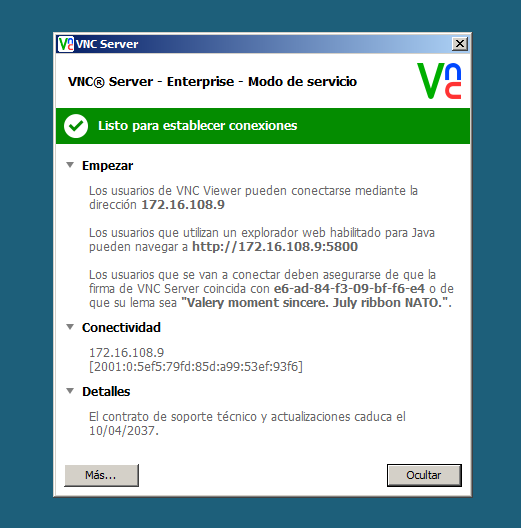 VNC Server
VNC® Server - Enterprise - Modo de servicio
Listo para establecer conexiones
Empezar
Los usuarios de VNC Viewer pueden conectarse mediante la
dirección 172.16.108.9
Los usuarios que utilizan un explorador web habilitado para Java
pueden navegar a http://172.16.108.9:5800
Los usuarios que se van a conectar deben asegurarse de que la
firma de VNC Server coincida con e6-ad-84-f3-09-bf-f6-e4 o de
que su lema sea "Valery moment sincere. July ribbon NATO.".
Conectividad
172.16.108.9
[2001:0:5ef5:79fd:85d:a99:53ef:93f6]
Detalles
El contrato de soporte técnico y actualizaciones caduca el
10/04/2037.
Más...
Ocultar